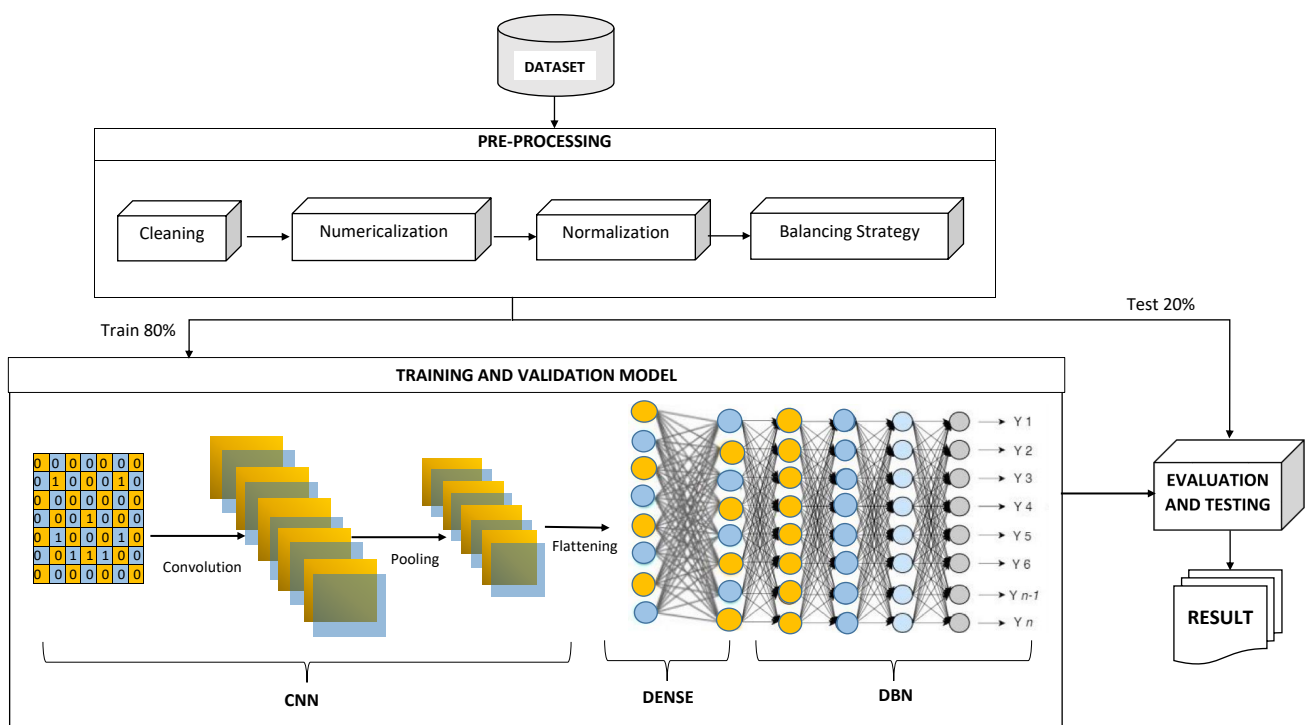 DATASET
PRE-PROCESSING
Cleaning
Numericalization
Normalization
Balancing Strategy
Train 80%
Test 20%
TRAINING AND VALIDATION MODEL
0 0 0 0 0 0 0
0 1 0 0 0 1 0
0 0 0 0 0 0 0
0 0 0 1 0 0 0
0 1 0 0 0 1 0
0 0 1 1 1 0 0
0 0 0 0 0 0 0
Convolution
Pooling
Flattening
Y 1
Y 2
Y 3
Y 4
Y 5
Y 6
Y n-1
Y n
CNN
DENSE
DBN
EVALUATION
AND TESTING
RESULT